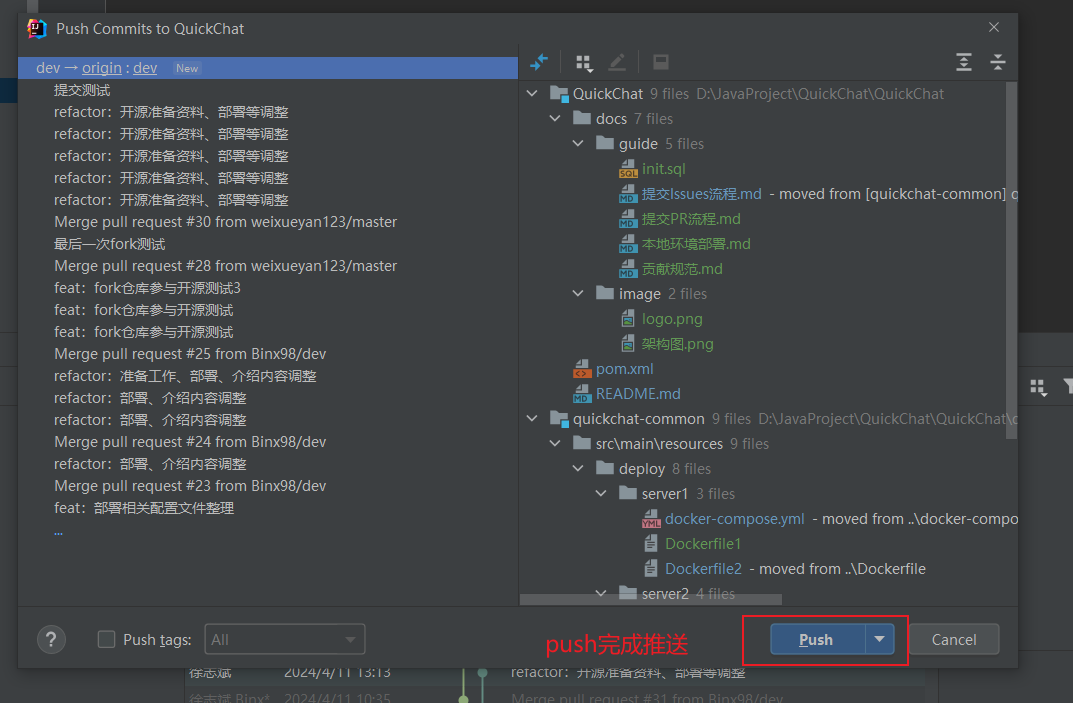 Push Commits to QuickChat
dev → origin : dev New
提交测试
refactor：开源准备资料、部署等调整
refactor：开源准备资料、部署等调整
refactor：开源准备资料、部署等调整
refactor：开源准备资料、部署等调整
refactor：开源准备资料、部署等调整
Merge pull request #30 from weixueyan123/master
最后一次fork测试
Merge pull request #28 from weixueyan123/master
feat：fork仓库参与开源测试3
feat：fork仓库参与开源测试
feat：fork仓库参与开源测试
Merge pull request #25 from Binx98/dev
refactor：准备工作、部署、介绍内容调整
refactor：部署、介绍内容调整
refactor：部署、介绍内容调整
Merge pull request #24 from Binx98/dev
refactor：部署、介绍内容调整
Merge pull request #23 from Binx98/dev
feat：部署相关配置文件整理
...
QuickChat 9 files D:\JavaProject\QuickChat\QuickChat
docs 7 files
guide 5 files
init.sql
提交Issues流程.md - moved from [quickchat-common]
提交PR流程.md
本地环境部署.md
贡献规范.md
image 2 files
logo.png
架构图.png
pom.xml
README.md
quickchat-common 9 files D:\JavaProject\QuickChat\QuickChat\
src\main\resources 9 files
deploy 8 files
server1 3 files
docker-compose.yml - moved from ..\docker-compo
Dockerfile1
Dockerfile2 - moved from ..\Dockerfile
server2 4 files
? Push tags: All
push完成推送
Push Cancel
徐志斌 2024/4/11 13:13 refactor：开源准备资料、部署等调整
徐志斌 Binx* 2024/4/11 10:35 Merge pull request #31 from Binx98/dev